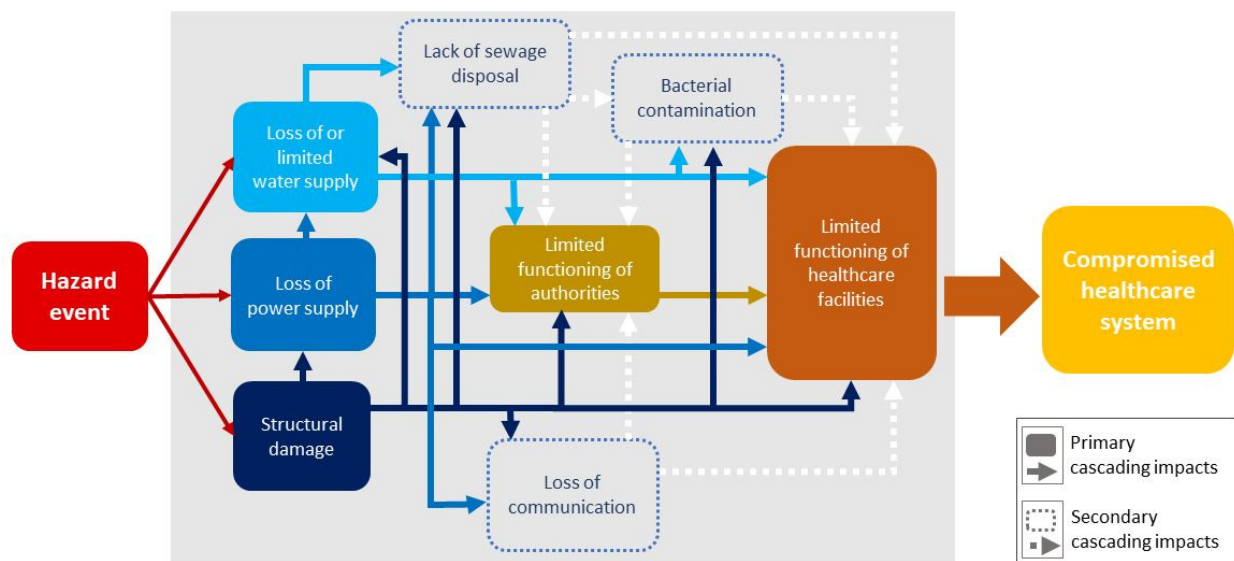 Hazard
event
Loss of or
limited
water supply
Loss of
power supply
Structural
damage
Lack of sewage
disposal
Bacterial
contamination
Limited
functioning of
authorities
Loss of
communication
Limited
functioning of
healthcare
facilities
Compromised
healthcare
system
Primary
cascading impacts
Secondary
cascading impacts